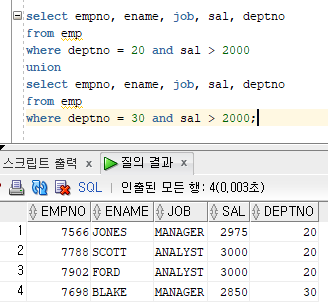 select empno, ename, job, sal, deptno
from emp
where deptno = 20 and sal > 2000
union
select empno, ename, job, sal, deptno
from emp
where deptno = 30 and sal > 2000;
스크립트 출력 × 질의 결과 ×
SQL | 인출된 모든 행: 4(0,003초)
EMPNO ENAME JOB SAL DEPTNO
1 7566 JONES MANAGER 2975 20
2 7788 SCOTT ANALYST 3000 20
3 7902 FORD ANALYST 3000 20
4 7698 BLAKE MANAGER 2850 30